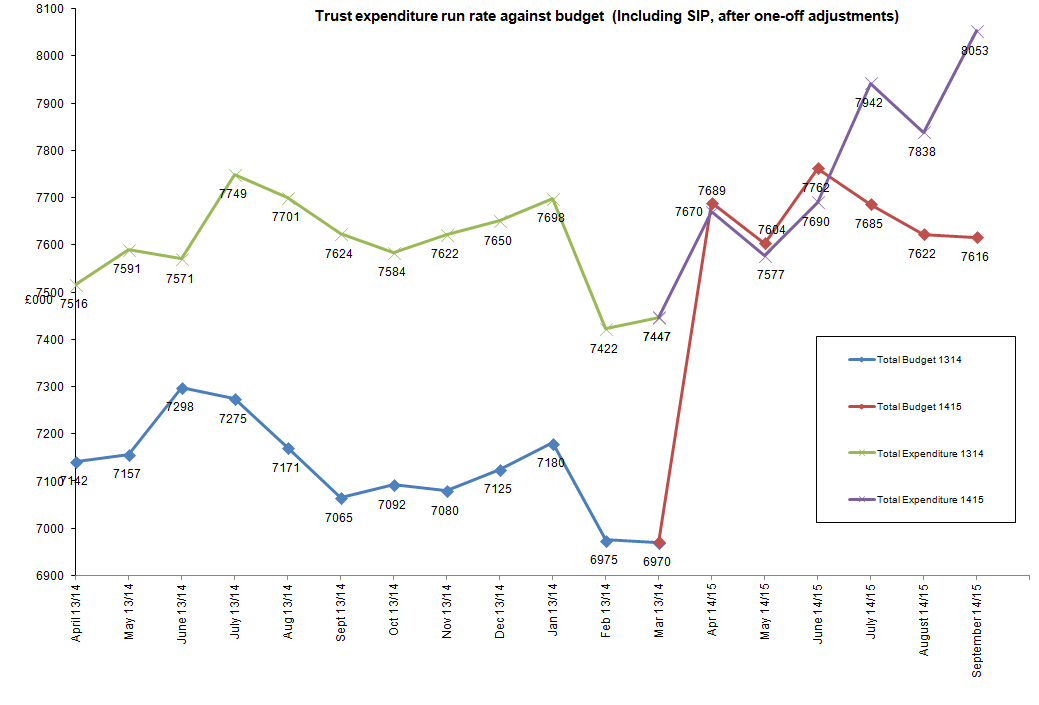 Trust expenditure run rate against budget (Including SIP, after one-off adjustments)
8100
8000
7900
7800
7700
7600
7500
7400
7300
7200
7100
7000
6900
£000
7516
7591
7571
7749
7701
7624
7584
7622
7650
7698
7422
7447
7142
7157
7298
7275
7171
7065
7092
7080
7125
7180
6975
6970
7689
7604
7762
7685
7622
7616
7670
7577
7690
7942
7838
8053
Total Budget 1314
Total Budget 1415
Total Expenditure 1314
Total Expenditure 1415
April 13/14
May 13/14
June 13/14
July 13/14
Aug 13/14
Sept 13/14
Oct 13/14
Nov 13/14
Dec 13/14
Jan 13/14
Feb 13/14
Mar 13/14
Apr 14/15
May 14/15
June 14/15
July 14/15
August 14/15
September 14/15